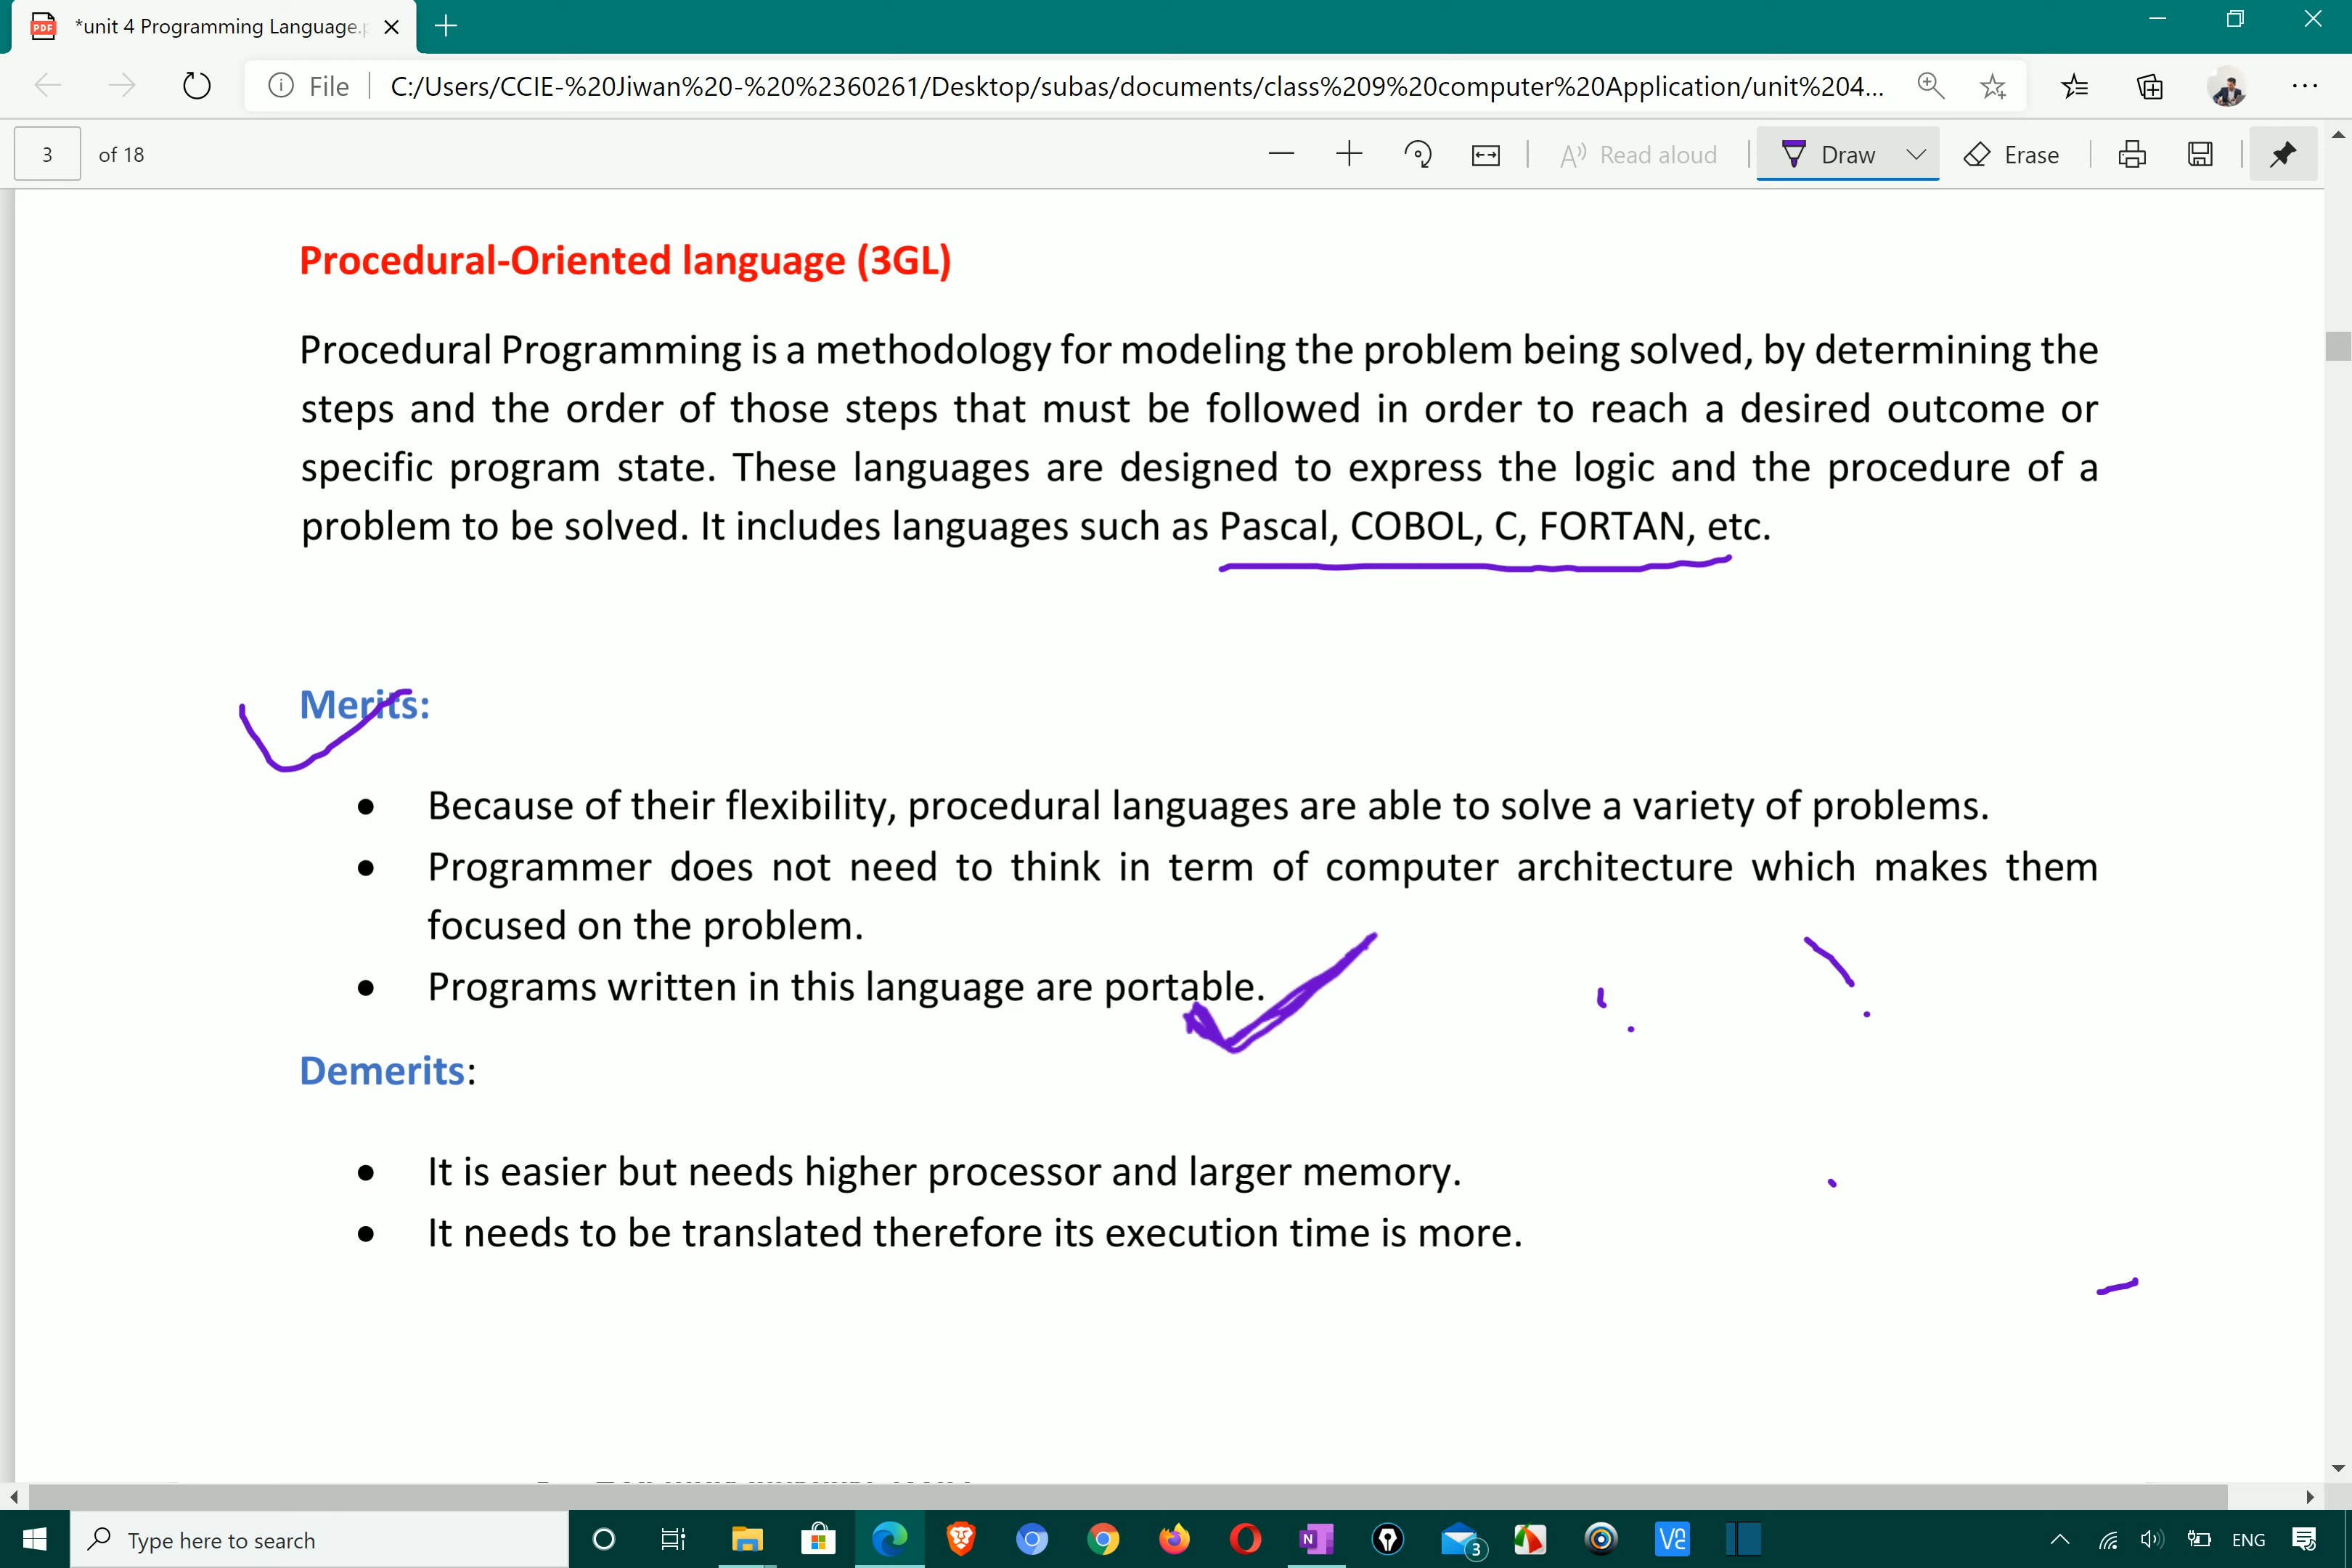 *unit 4 Programming Language.p
File
C:/Users/CCIE-%20Jiwan%20-%20%2360261/Desktop/subas/documents/class%209%20computer%20Application/unit%204...
3 of 18
Read aloud
Draw
Erase
Procedural-Oriented language (3GL)
Procedural Programming is a methodology for modeling the problem being solved, by determining the
steps and the order of those steps that must be followed in order to reach a desired outcome or
specific program state. These languages are designed to express the logic and the procedure of a
problem to be solved. It includes languages such as Pascal, COBOL, C, FORTAN, etc.
Merits:
• Because of their flexibility, procedural languages are able to solve a variety of problems.
• Programmer does not need to think in term of computer architecture which makes them
focused on the problem.
• Programs written in this language are portable.
Demerits:
• It is easier but needs higher processor and larger memory.
• It needs to be translated therefore its execution time is more.
Type here to search
3
ENG